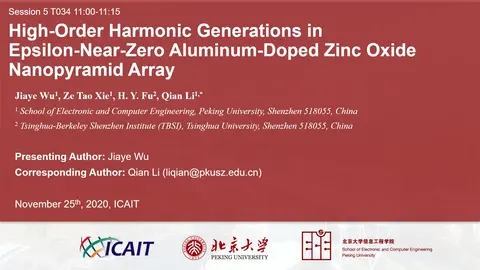 Session 5 T034 11:00-11:15
High-Order Harmonic Generations in
Epsilon-Near-Zero Aluminum-Doped Zinc Oxide
Nanopyramid Array
Jiaye Wu¹, Ze Tao Xie¹, H. Y. Fu², Qian Li¹,*
¹ School of Electronic and Computer Engineering, Peking University, Shenzhen 518055, China
² Tsinghua-Berkeley Shenzhen Institute (TBSI), Tsinghua University, Shenzhen 518055, China
Presenting Author: Jiaye Wu
Corresponding Author: Qian Li (liqian@pkusz.edu.cn)
November 25th, 2020, ICAIT
ICAIT
北京大学
PEKING UNIVERSITY
北京大学信息工程学院
School of Electronic and Computer Engineering
Peking University